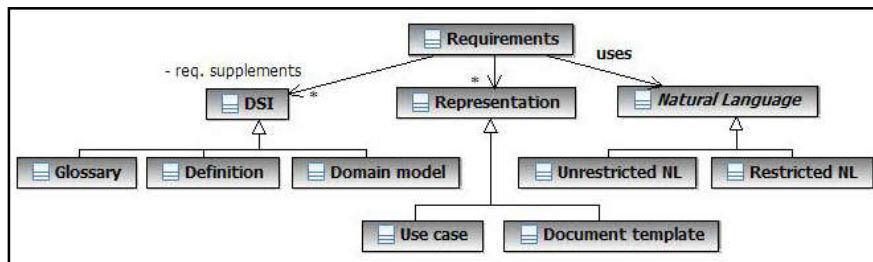 Requirements
uses
- req. supplements
*
*
DSI
Representation
Natural Language
Glossary
Definition
Domain model
Unrestricted NL
Restricted NL
Use case
Document template